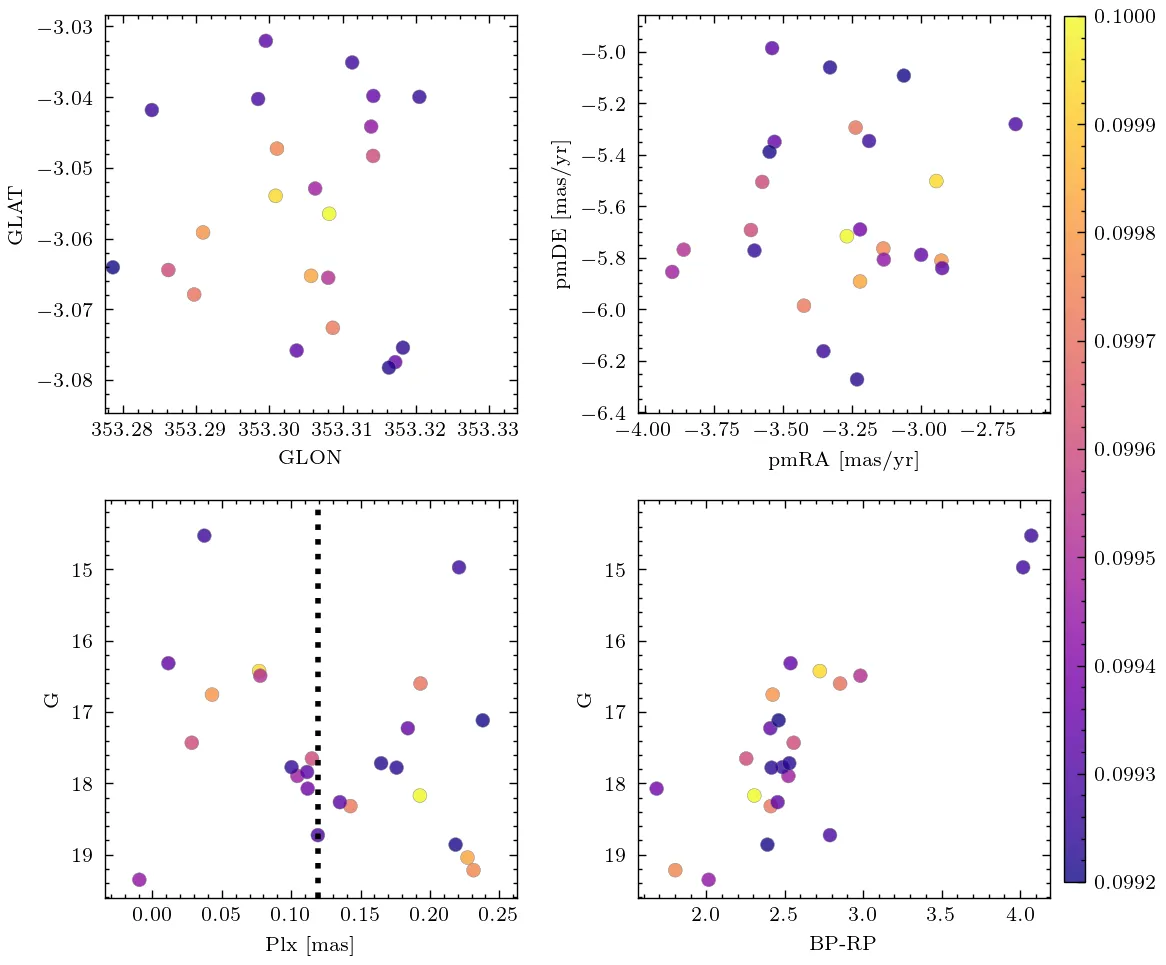 −3.03
−3.04
−3.05
−3.06
−3.07
−3.08
GLAT
353.28 353.29 353.30 353.31 353.32 353.33
GLON
−5.0
−5.2
−5.4
−5.6
−5.8
−6.0
−6.2
−6.4
pmDE [mas/yr]
−4.00 −3.75 −3.50 −3.25 −3.00 −2.75
pmRA [mas/yr]
15
16
17
18
19
G
0.00 0.05 0.10 0.15 0.20 0.25
Plx [mas]
15
16
17
18
19
G
2.0 2.5 3.0 3.5 4.0
BP-RP
0.1000
0.0999
0.0998
0.0997
0.0996
0.0995
0.0994
0.0993
0.0992